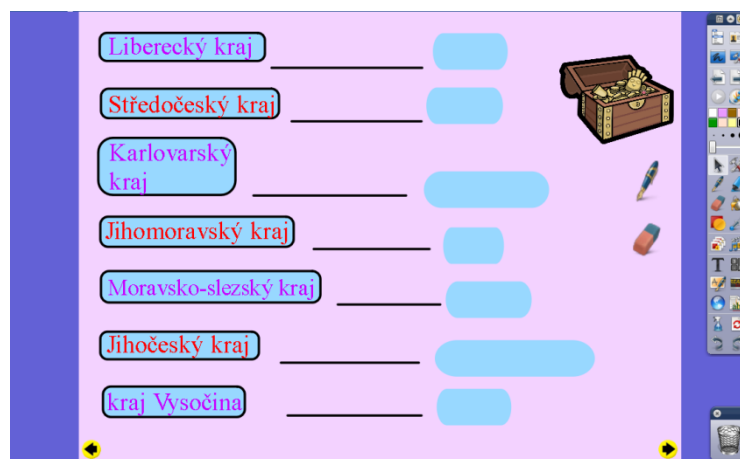 Liberecký kraj
Středočeský kraj
Karlovarský
kraj
Jihomoravský kraj
Moravsko-slezský kraj
Jihočeský kraj
kraj Vysočina